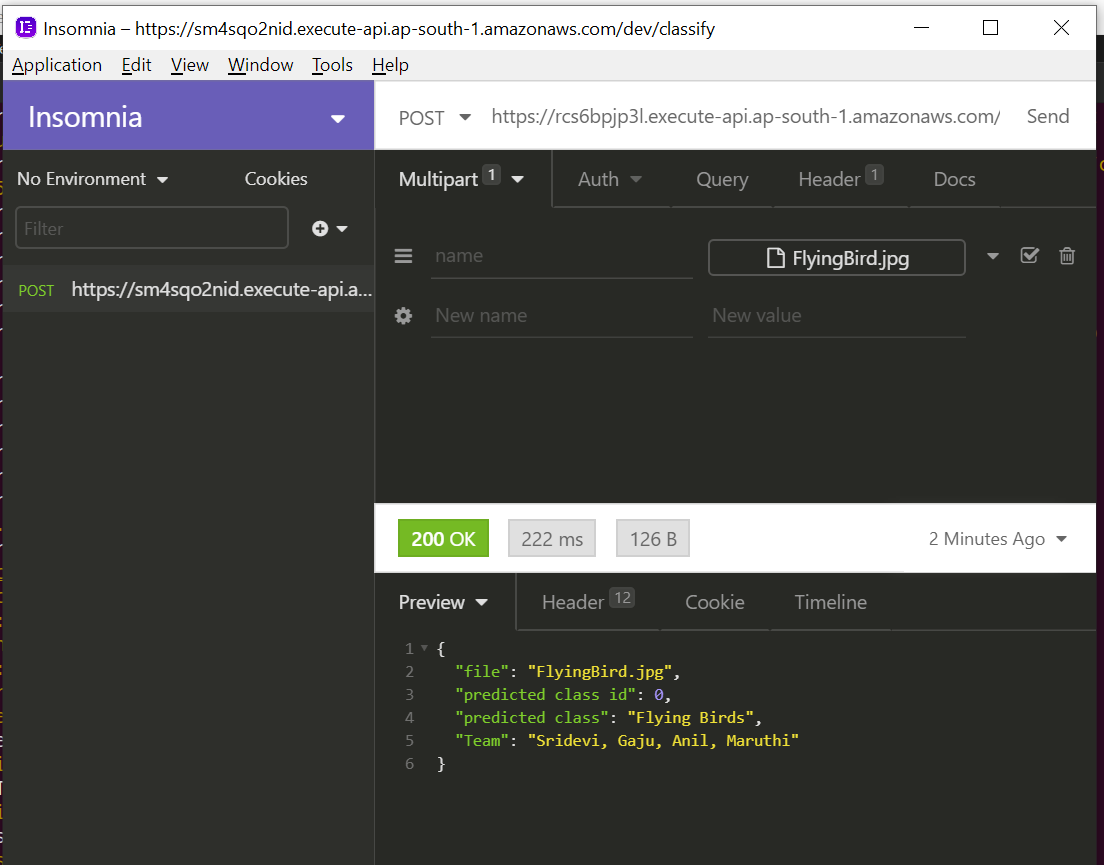 Insomnia – https://sm4sqo2nid.execute-api.ap-south-1.amazonaws.com/dev/classify
Application Edit View Window Tools Help
Insomnia
POST https://rcs6bpjp3l.execute-api.ap-south-1.amazonaws.com/ Send
No Environment Cookies
Multipart 1 Auth Query Header 1 Docs
Filter
name FlyingBird.jpg
POST https://sm4sqo2nid.execute-api.a...
New name New value
200 OK 222 ms 126 B 2 Minutes Ago
Preview Header 12 Cookie Timeline
1 {
2 "file": "FlyingBird.jpg",
3 "predicted class id": 0,
4 "predicted class": "Flying Birds",
5 "Team": "Sridevi, Gaju, Anil, Maruthi"
6 }